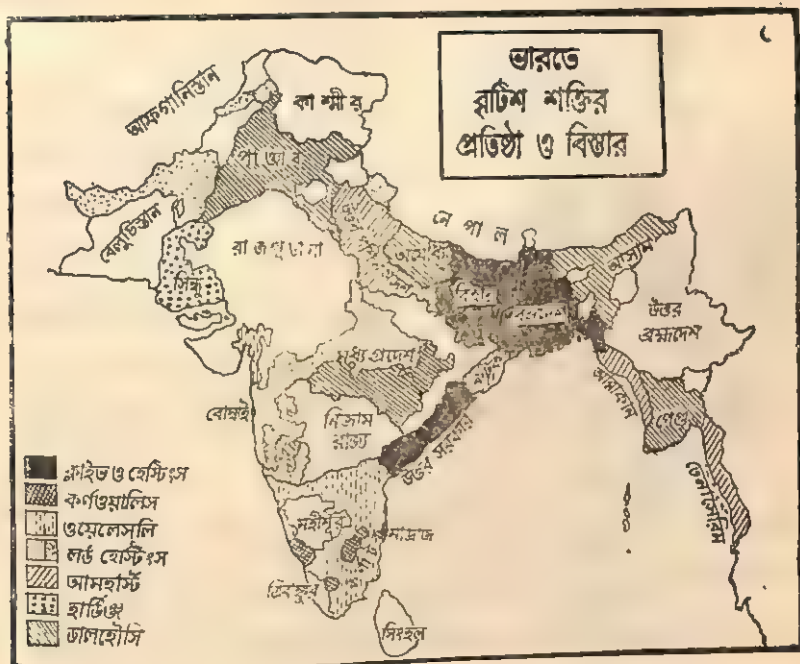 ভারতে
বৃটিশ শক্তির
প্রতিষ্ঠা ও বিস্তার
আফগানিস্তান
কাশ্মীর
পাঞ্জাব
বেলুচিস্তান
নেপাল
রাজপুতানা
সিন্ধু
বিহার
আসাম
উত্তর
ব্রহ্মদেশ
মধ্যপ্রদেশ
বোম্বাই
নিজাম
রাজ্য
উত্তর সরকার
আরাকান
পেগু
টেনাসেরিম
মহীশূর
মাদ্রাজ
ত্রিবাঙ্কুর
সিংহল
ক্লাইভ ও হেস্টিংস
কর্ণওয়ালিস
ওয়েলেসলি
লর্ড হেস্টিংস
আমহার্স্ট
হার্ডিঞ্জ
ডালহৌসি